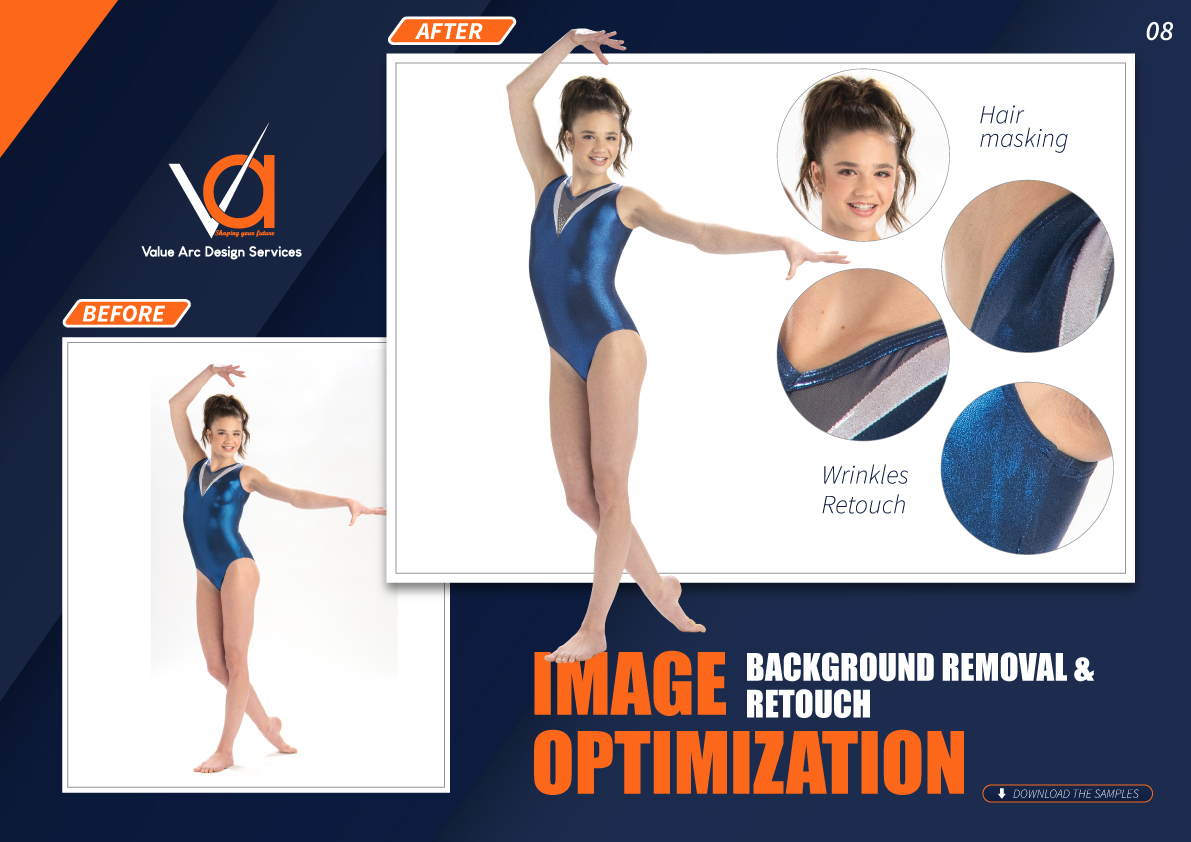 AFTER
08
Hair
masking
Shaping your future
Value Arc Design Services
BEFORE
Wrinkles
Retouch
IMAGE
BACKGROUND REMOVAL &
RETOUCH
OPTIMIZATION
DOWNLOAD THE SAMPLES